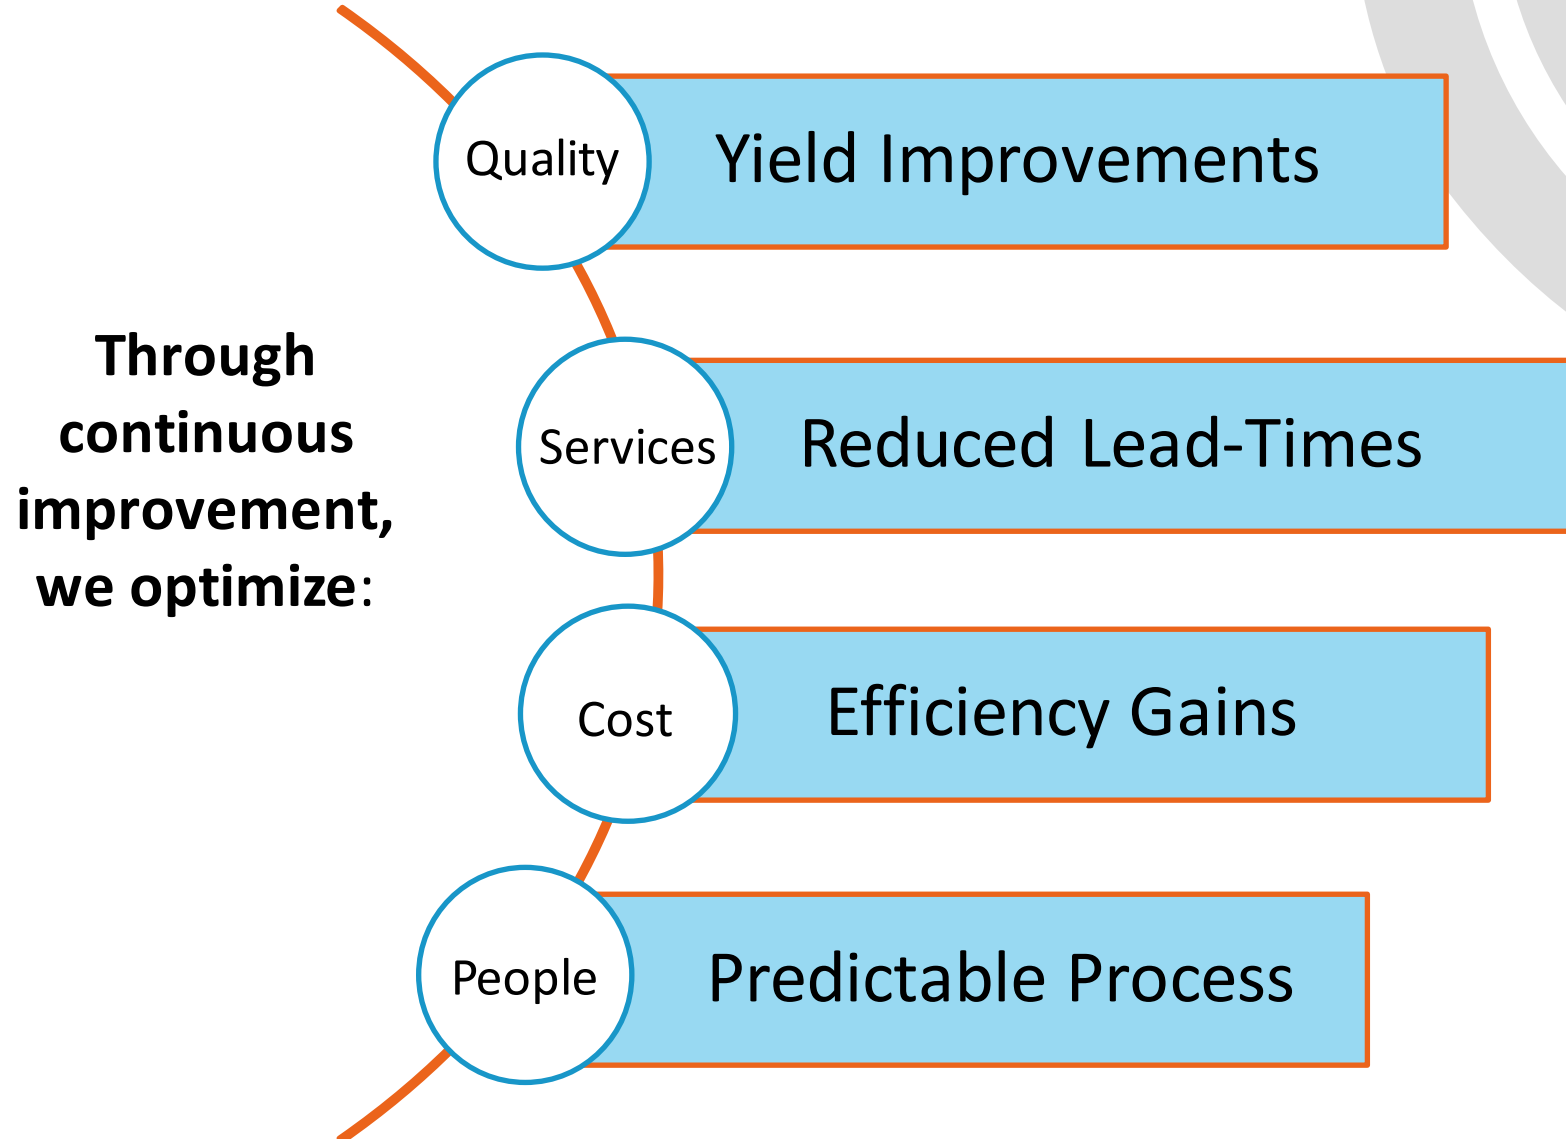 Through
continuous
improvement,
we optimize:
Quality
Yield Improvements
Services
Reduced Lead-Times
Cost
Efficiency Gains
People
Predictable Process